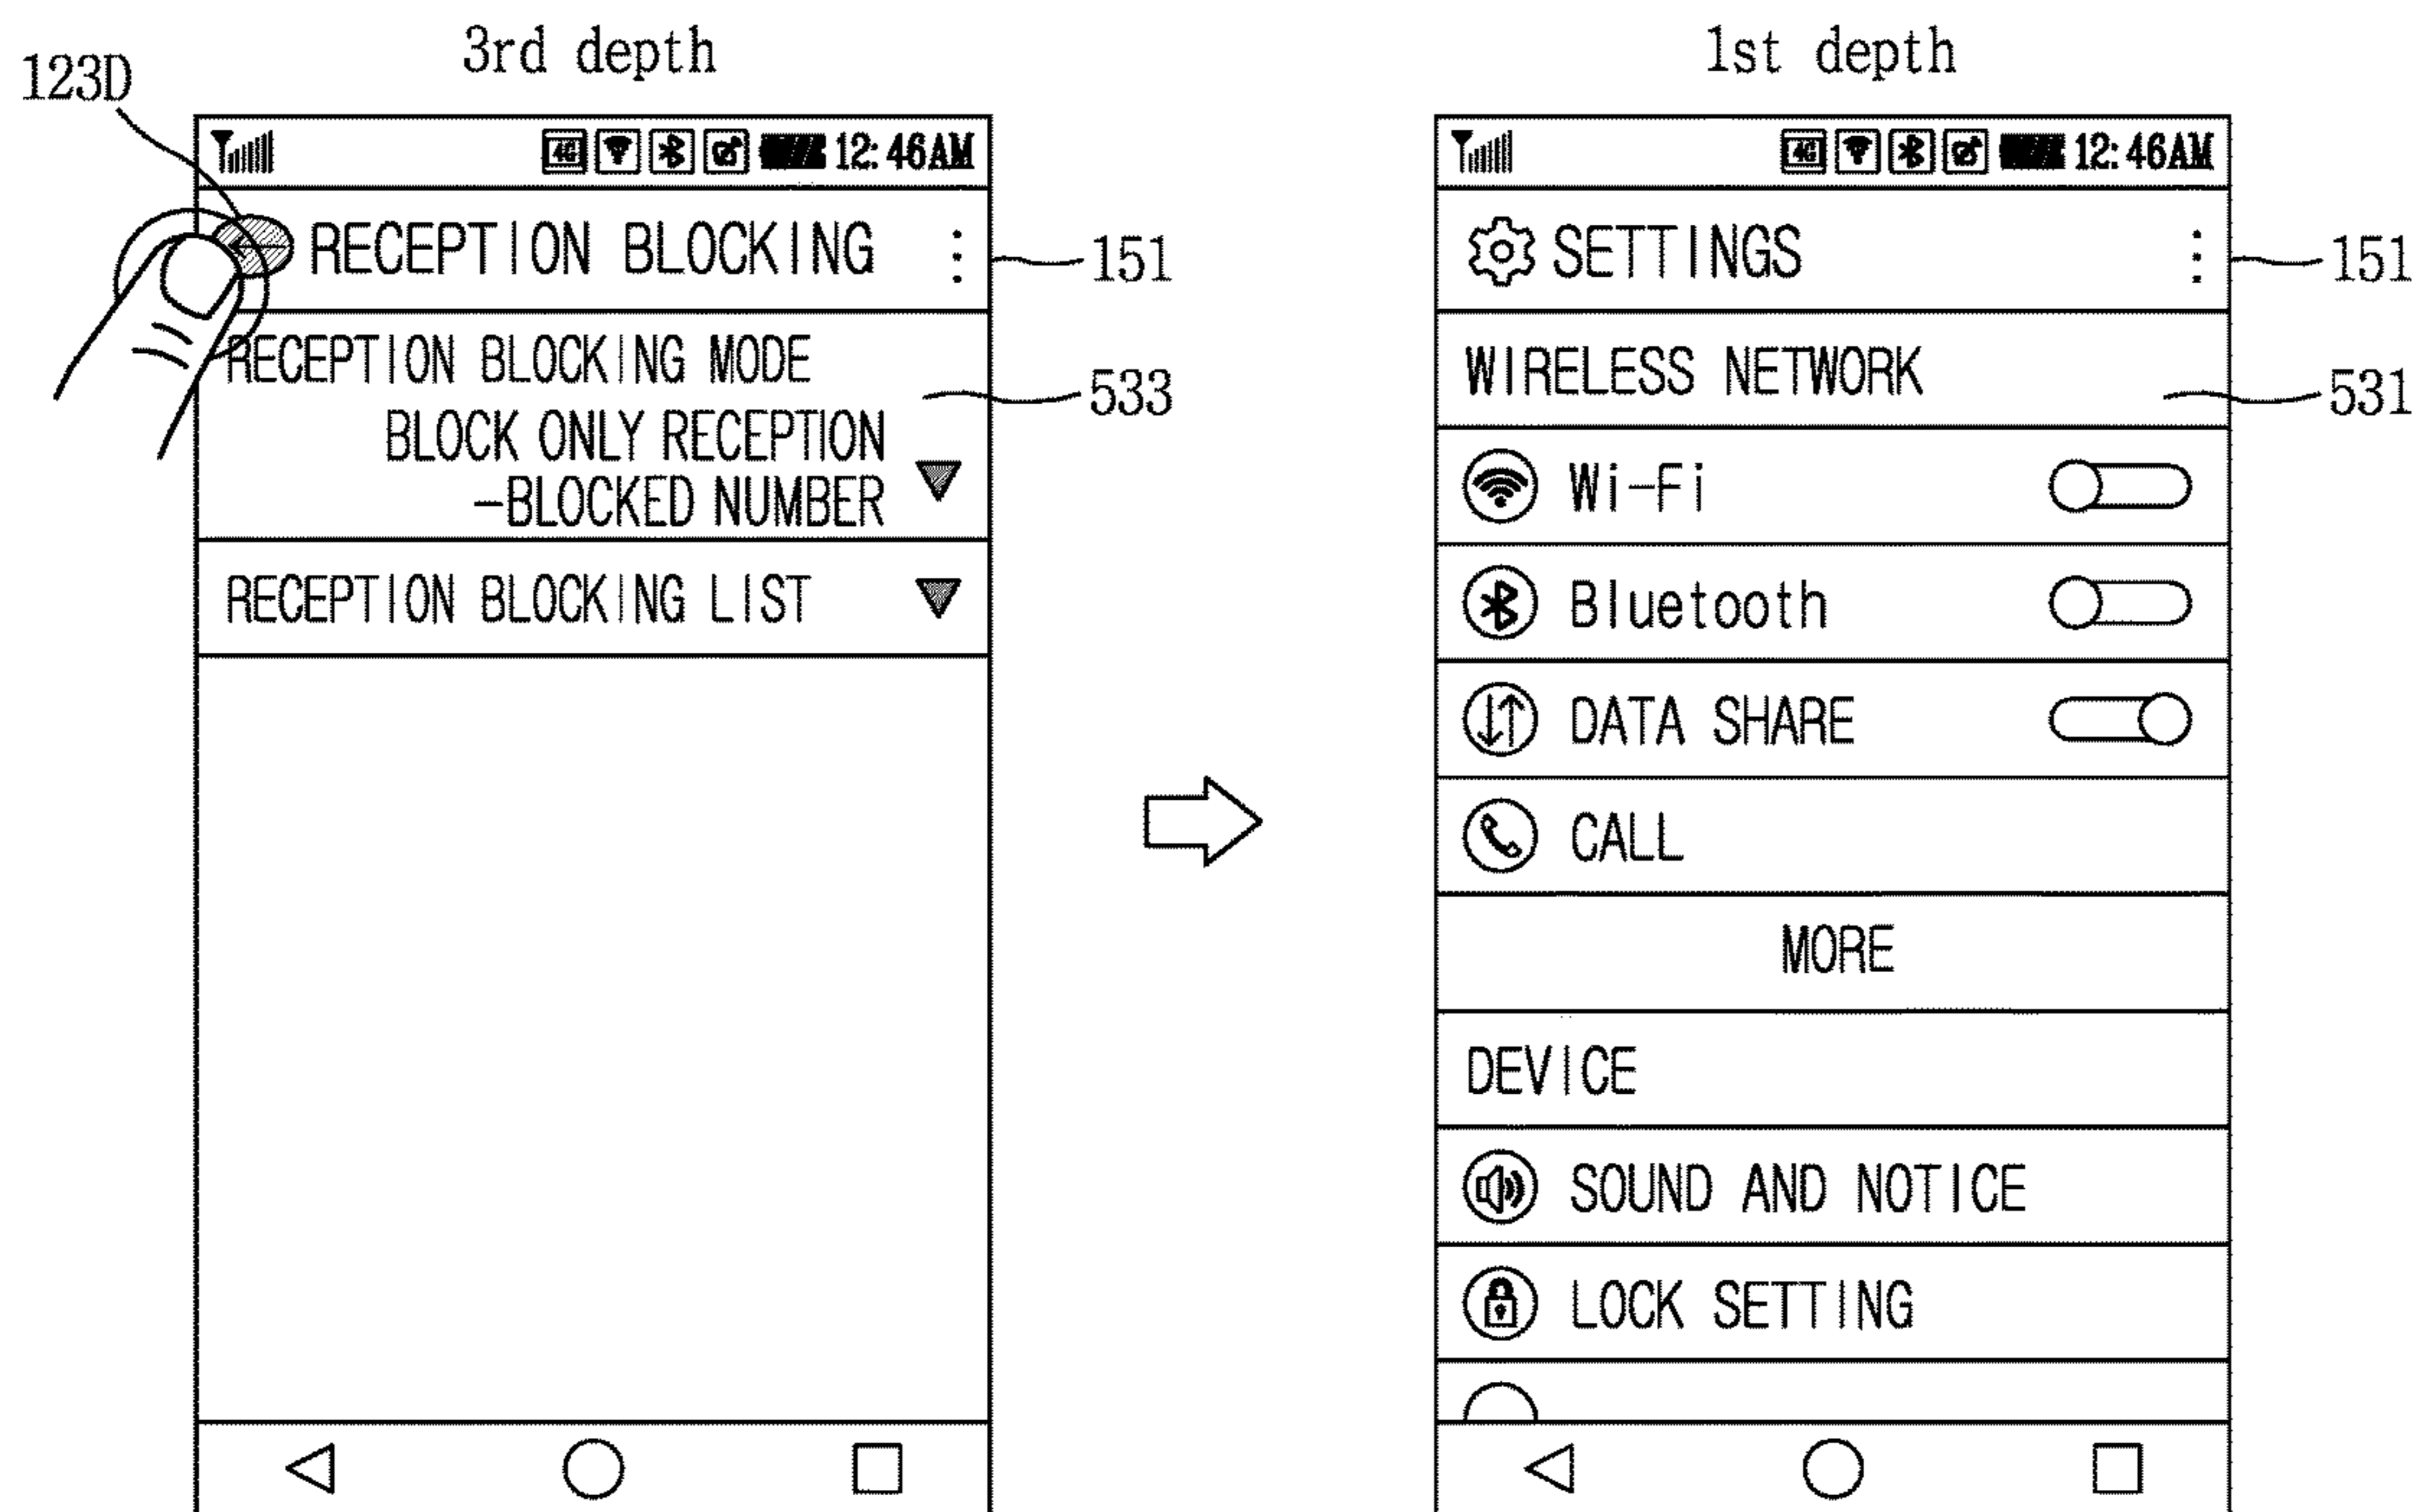 3rd depth
123D
4G 12:46AM
RECEPTION BLOCKING
151
RECEPTION BLOCKING MODE
533
BLOCK ONLY RECEPTION
-BLOCKED NUMBER
RECEPTION BLOCKING LIST
1st depth
4G 12:46AM
SETTINGS
151
WIRELESS NETWORK
531
Wi-Fi
Bluetooth
DATA SHARE
CALL
MORE
DEVICE
SOUND AND NOTICE
LOCK SETTING